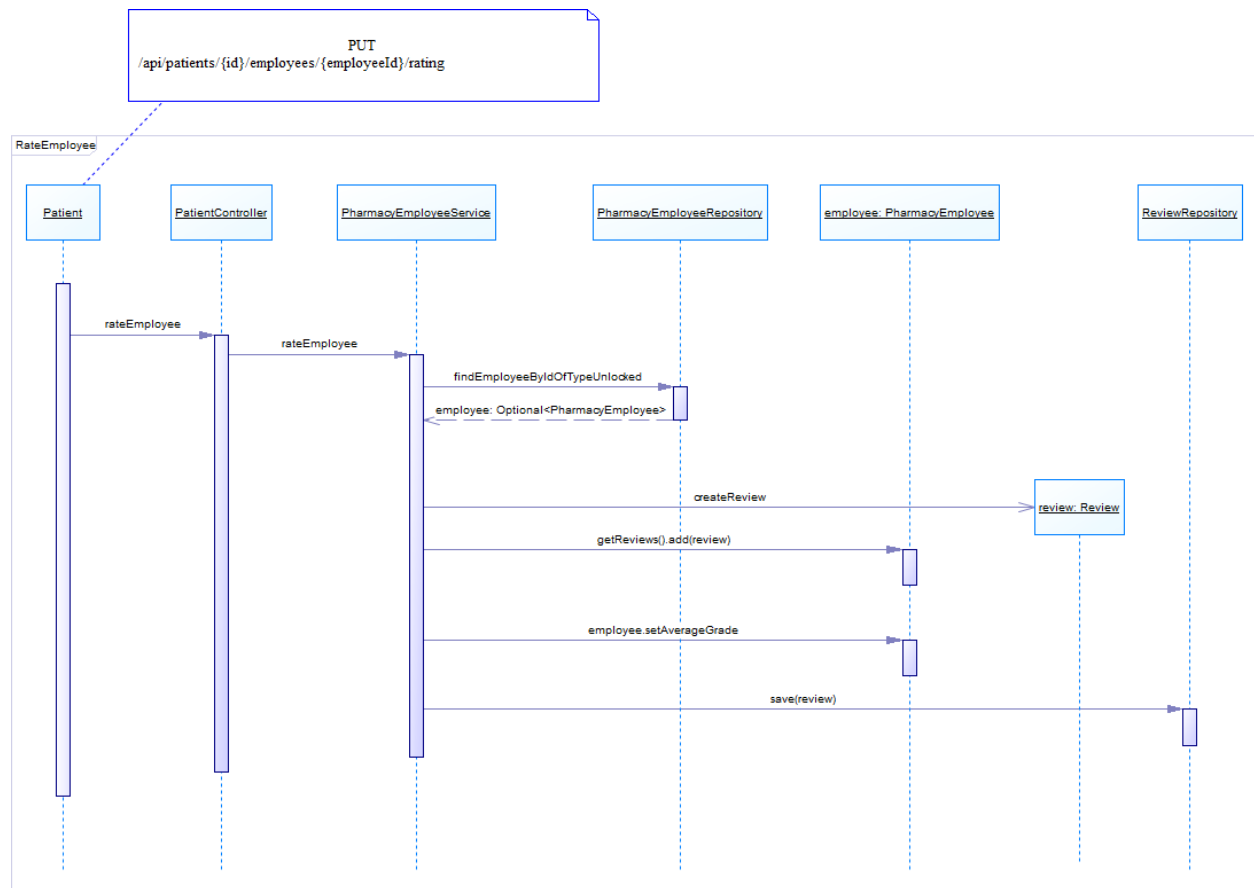 PUT
/api/patients/{id}/employees/{employeeId}/rating
RateEmployee
Patient
PatientController
PharmacyEmployeeService
PharmacyEmployeeRepository
employee: PharmacyEmployee
ReviewRepository
rateEmployee
rateEmployee
findEmployeeByIdOfTypeUnlocked
employee: Optional<PharmacyEmployee>
createReview
review: Review
getReviews().add(review)
employee.setAverageGrade
save(review)